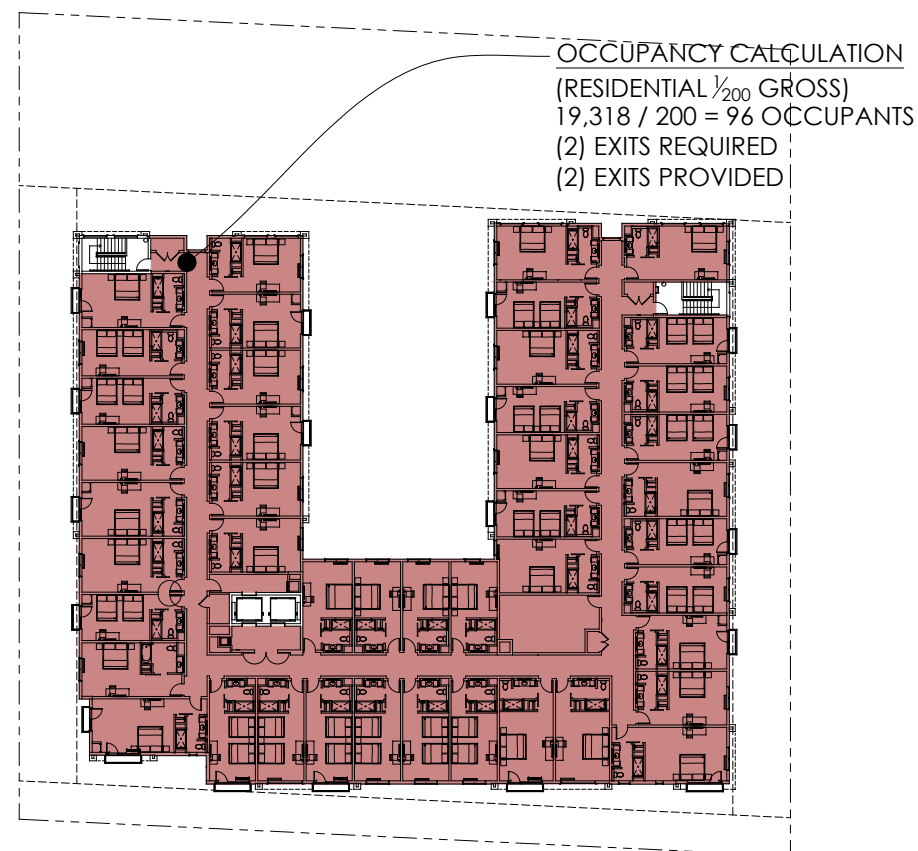 OCCUPANCY CALCULATION
(RESIDENTIAL 1/200 GROSS)
19,318 / 200 = 96 OCCUPANTS
(2) EXITS REQUIRED
(2) EXITS PROVIDED